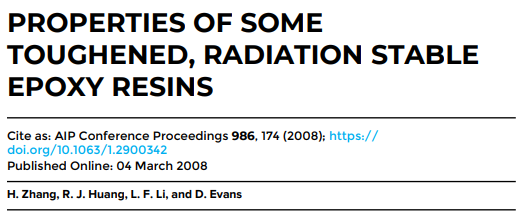 PROPERTIES OF SOME
TOUGHENED, RADIATION STABLE
EPOXY RESINS
Cite as: AIP Conference Proceedings 986, 174 (2008); https://
doi.org/10.1063/1.2900342
Published Online: 04 March 2008
H. Zhang, R. J. Huang, L. F. Li, and D. Evans